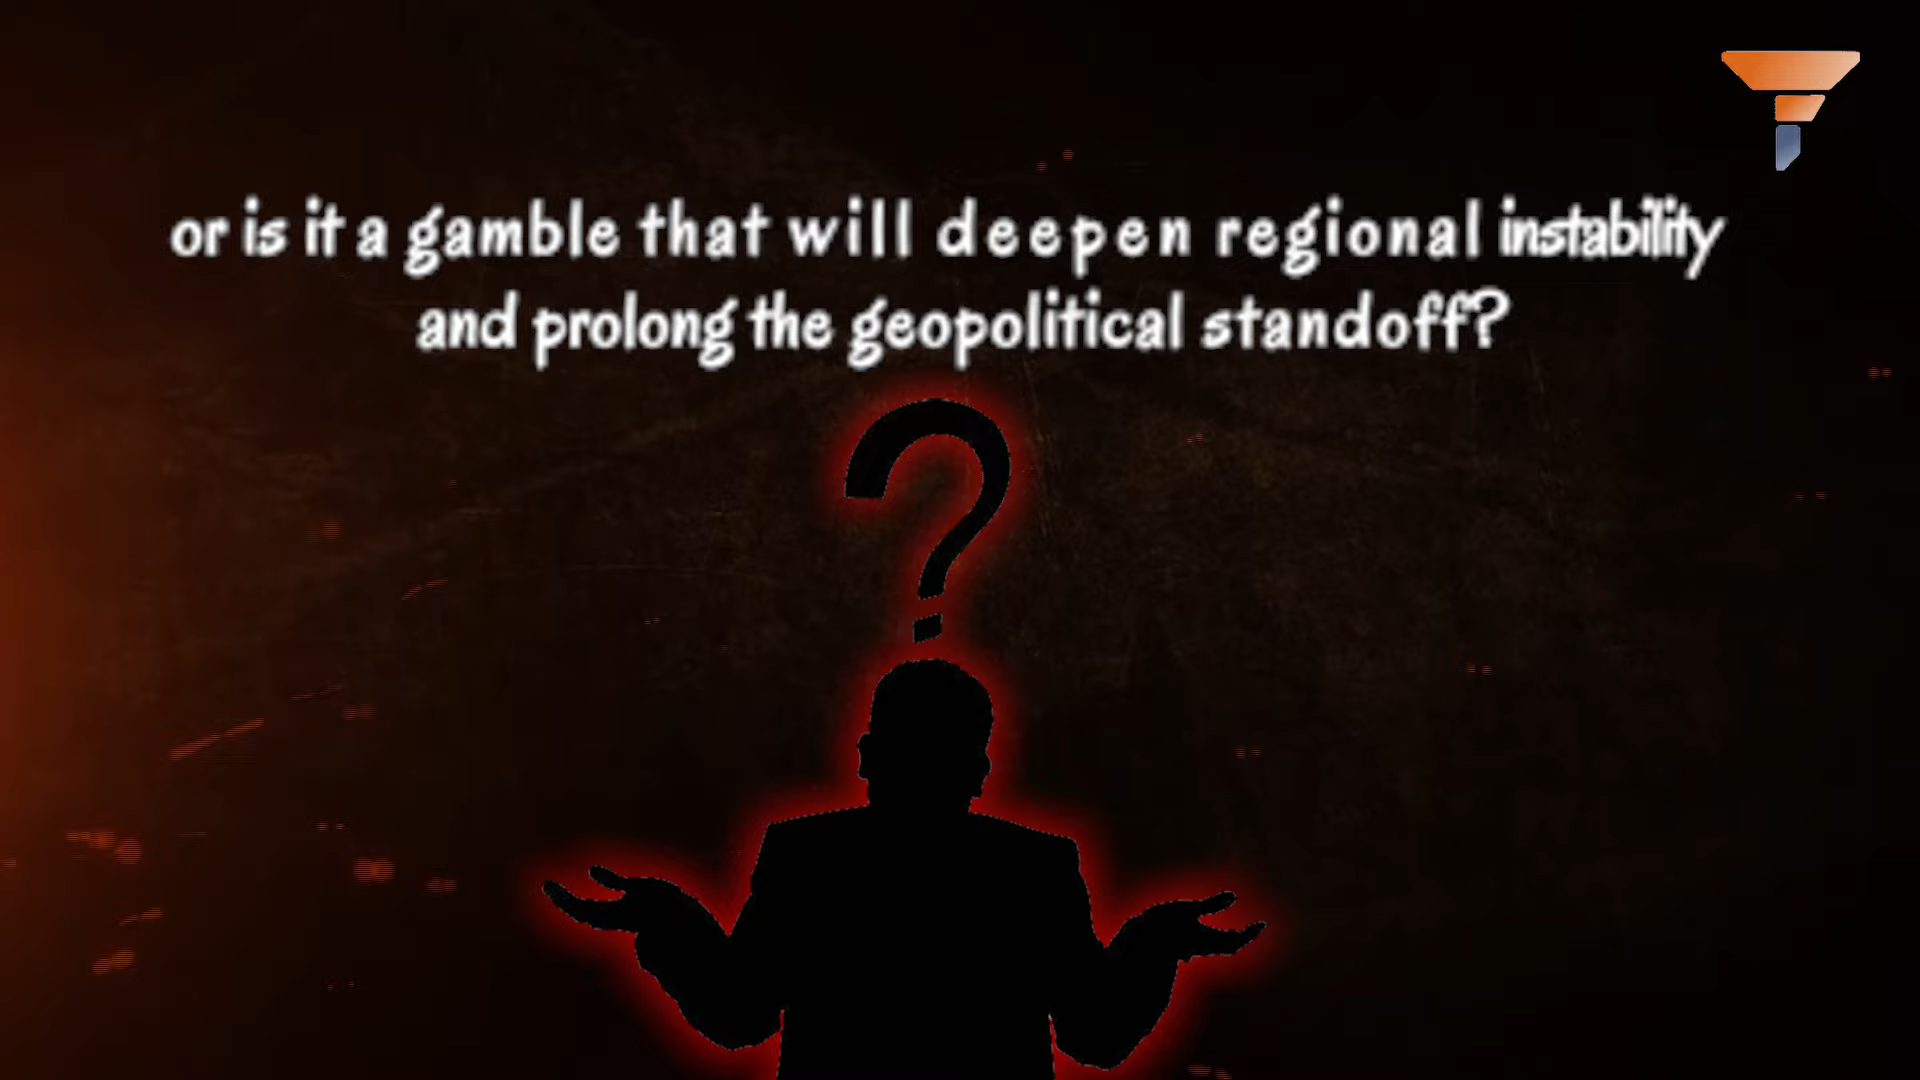 or is it a gamble that will deepen regional instability
and prolong the geopolitical standoff?